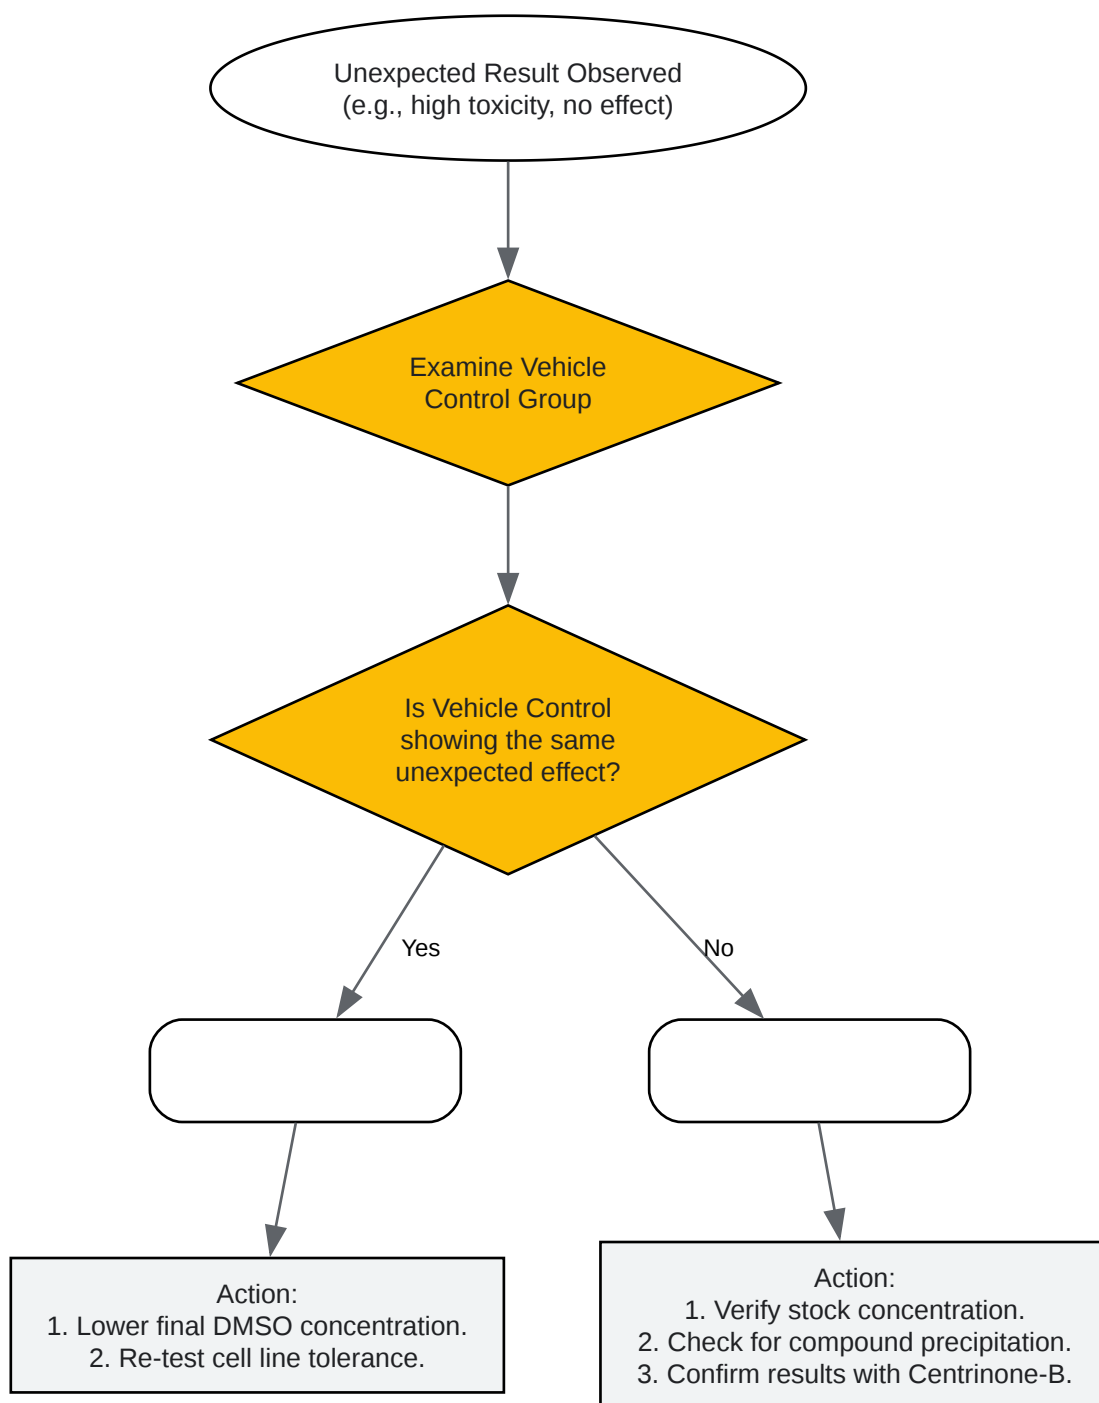 Unexpected Result Observed
(e.g., high toxicity, no effect)
Examine Vehicle
Control Group
Is Vehicle Control
showing the same
unexpected effect?
Yes
No
Action:
1. Lower final DMSO concentration.
2. Re-test cell line tolerance.
Action:
1. Verify stock concentration.
2. Check for compound precipitation.
3. Confirm results with Centrinone-B.